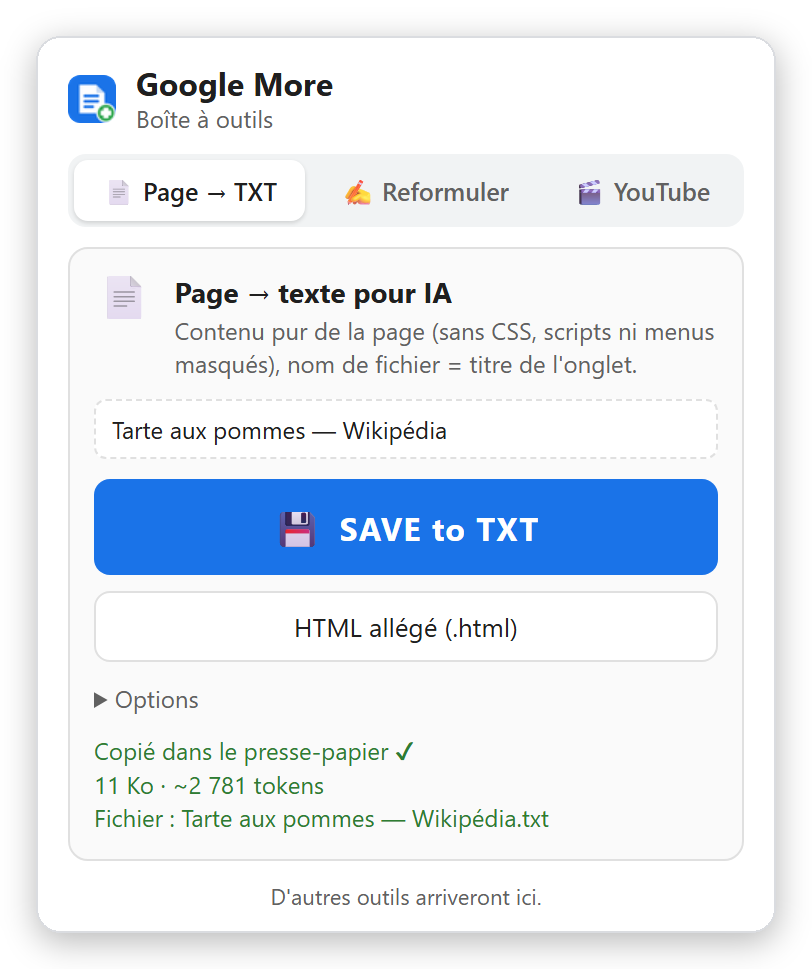 Google More
Boîte à outils
Page → TXT
Reformuler
YouTube
Page → texte pour IA
Contenu pur de la page (sans CSS, scripts ni menus
masqués), nom de fichier = titre de l'onglet.
Tarte aux pommes — Wikipédia
SAVE to TXT
HTML allégé (.html)
Options
Copié dans le presse-papier ✓
11 Ko · ~2 781 tokens
Fichier : Tarte aux pommes — Wikipédia.txt
D'autres outils arriveront ici.